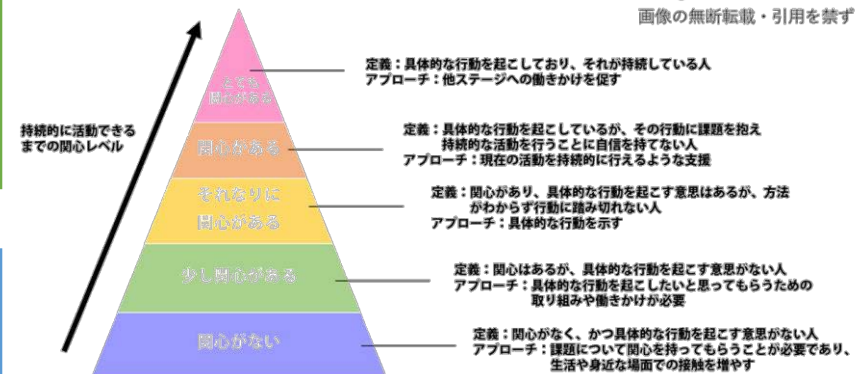 画像の無断転載・引用を禁ず
定義：具体的な行動を起こしており、それが持続している人
アプローチ：他ステージへの働きかけを促す
とても
関心がある
持続的に活動できる
までの関心レベル
定義：具体的な行動を起こしているが、その行動に課題を抱え
持続的な活動を行うことに自信を持てない人
アプローチ：現在の活動を持続的に行えるような支援
関心がある
それなりに
関心がある
定義：関心があり、具体的な行動を起こす意思はあるが、方法
がわからず行動に踏み切れない人
アプローチ：具体的な行動を示す
少し関心がある
定義：関心はあるが、具体的な行動を起こす意思がない人
アプローチ：具体的な行動を起こしたいと思ってもらうための
取り組みや働きかけが必要
関心がない
定義：関心がなく、かつ具体的な行動を起こす意思がない人
アプローチ：課題について関心を持ってもらうことが必要であり、
生活や身近な場面での接触を増やす